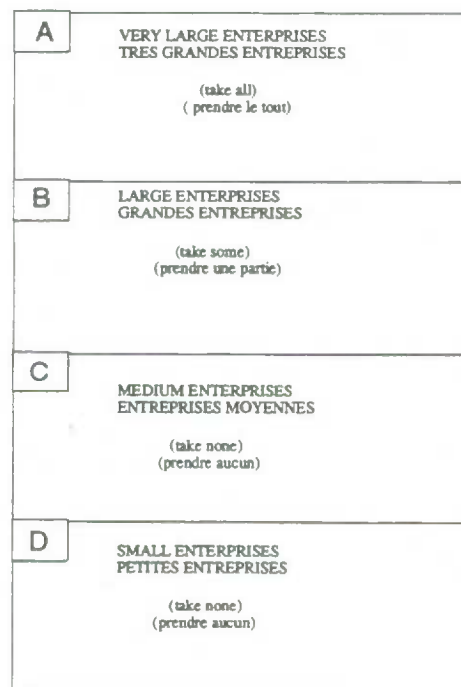 A
VERY LARGE ENTERPRISES
TRES GRANDES ENTREPRISES
(take all)
( prendre le tout)
B
LARGE ENTERPRISES
GRANDES ENTREPRISES
(take some)
(prendre une partie)
C
MEDIUM ENTERPRISES
ENTREPRISES MOYENNES
(take none)
(prendre aucun)
D
SMALL ENTERPRISES
PETITES ENTREPRISES
(take none)
(prendre aucun)